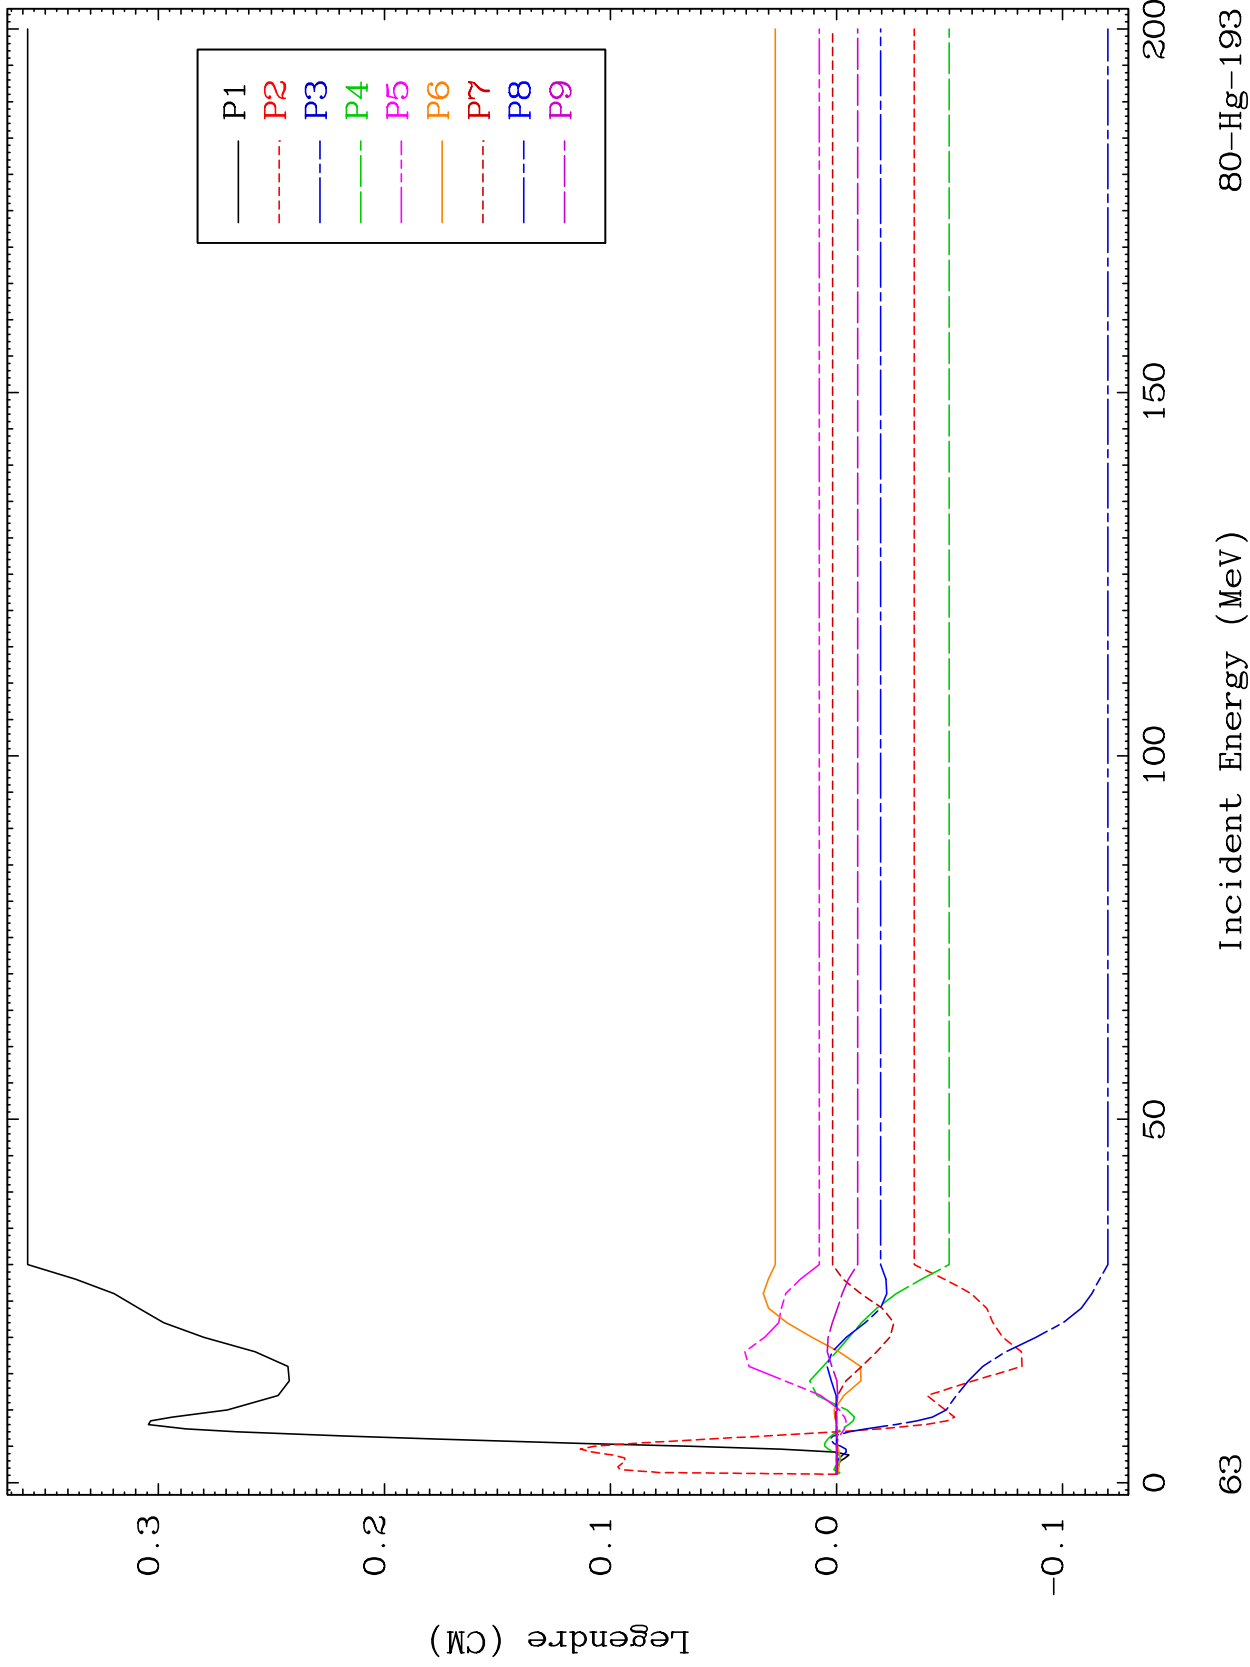 P1
P2
P3
P4
P5
P6
P7
P8
P9
0.3
0.2
0.1
0.0
-0.1
Legendre (CM)
0
50
100
150
200
Incident Energy (MeV)
63
80-Hg-193